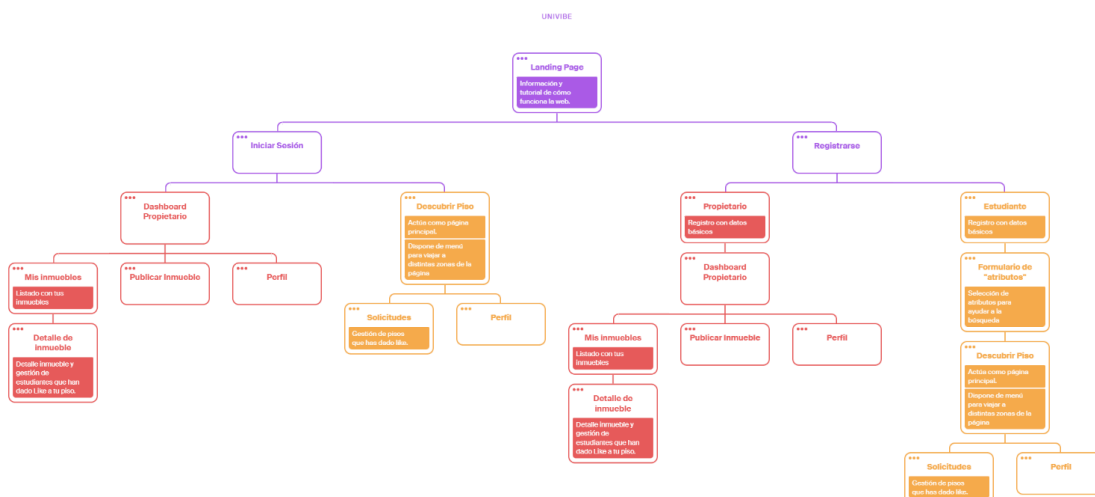 UNIVIBE
Landing Page
Información y
tutorial de cómo
funciona la web.
Iniciar Sesión
Registrarse
Dashboard
Propietario
Descubrir Piso
Actúa como página
principal.
Dispone de menú
para viajar a
distintas zonas de la
página
Mis inmuebles
Listado con tus
inmuebles
Publicar Inmueble
Perfil
Detalle de
inmueble
Detalle inmueble y
gestión de
estudiantes que han
dado Like a tu piso.
Solicitudes
Gestión de pisos
que has dado like.
Perfil
Propietario
Registro con datos
básicos
Estudiante
Registro con datos
básicos
Dashboard
Propietario
Formulario de
"atributos"
Selección de
atributos para
ayudar a la
búsqueda
Mis inmuebles
Listado con tus
inmuebles
Publicar Inmueble
Perfil
Detalle de
inmueble
Detalle inmueble y
gestión de
estudiantes que han
dado Like a tu piso.
Descubrir Piso
Actúa como página
principal.
Dispone de menú
para viajar a
distintas zonas de la
página
Solicitudes
Gestión de pisos
que has dado like.
Perfil